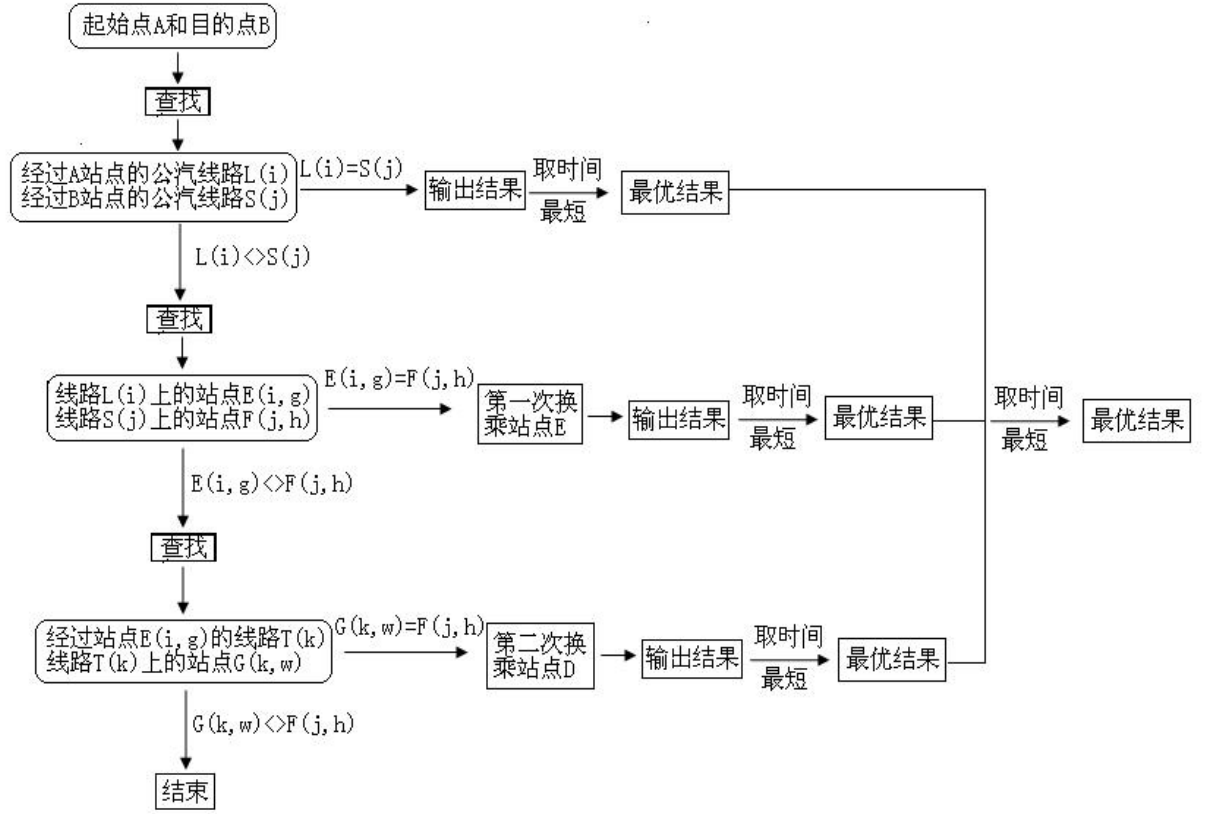 起始点A和目的点B
查找
经过A站点的公汽线路L(i)
经过B站点的公汽线路S(j)
L(i)=S(j)
输出结果
取时间
最短
最优结果
L(i)<>S(j)
查找
线路L(i)上的站点E(i,g)
线路S(j)上的站点F(j,h)
E(i,g)=F(j,h)
第一次换
乘站点E
输出结果
取时间
最短
最优结果
取时间
最短
最优结果
E(i,g)<>F(j,h)
查找
经过站点E(i,g)的线路T(k)
线路T(k)上的站点G(k,w)
G(k,w)=F(j,h)
第二次换
乘站点D
输出结果
取时间
最短
最优结果
G(k,w)<>F(j,h)
结束